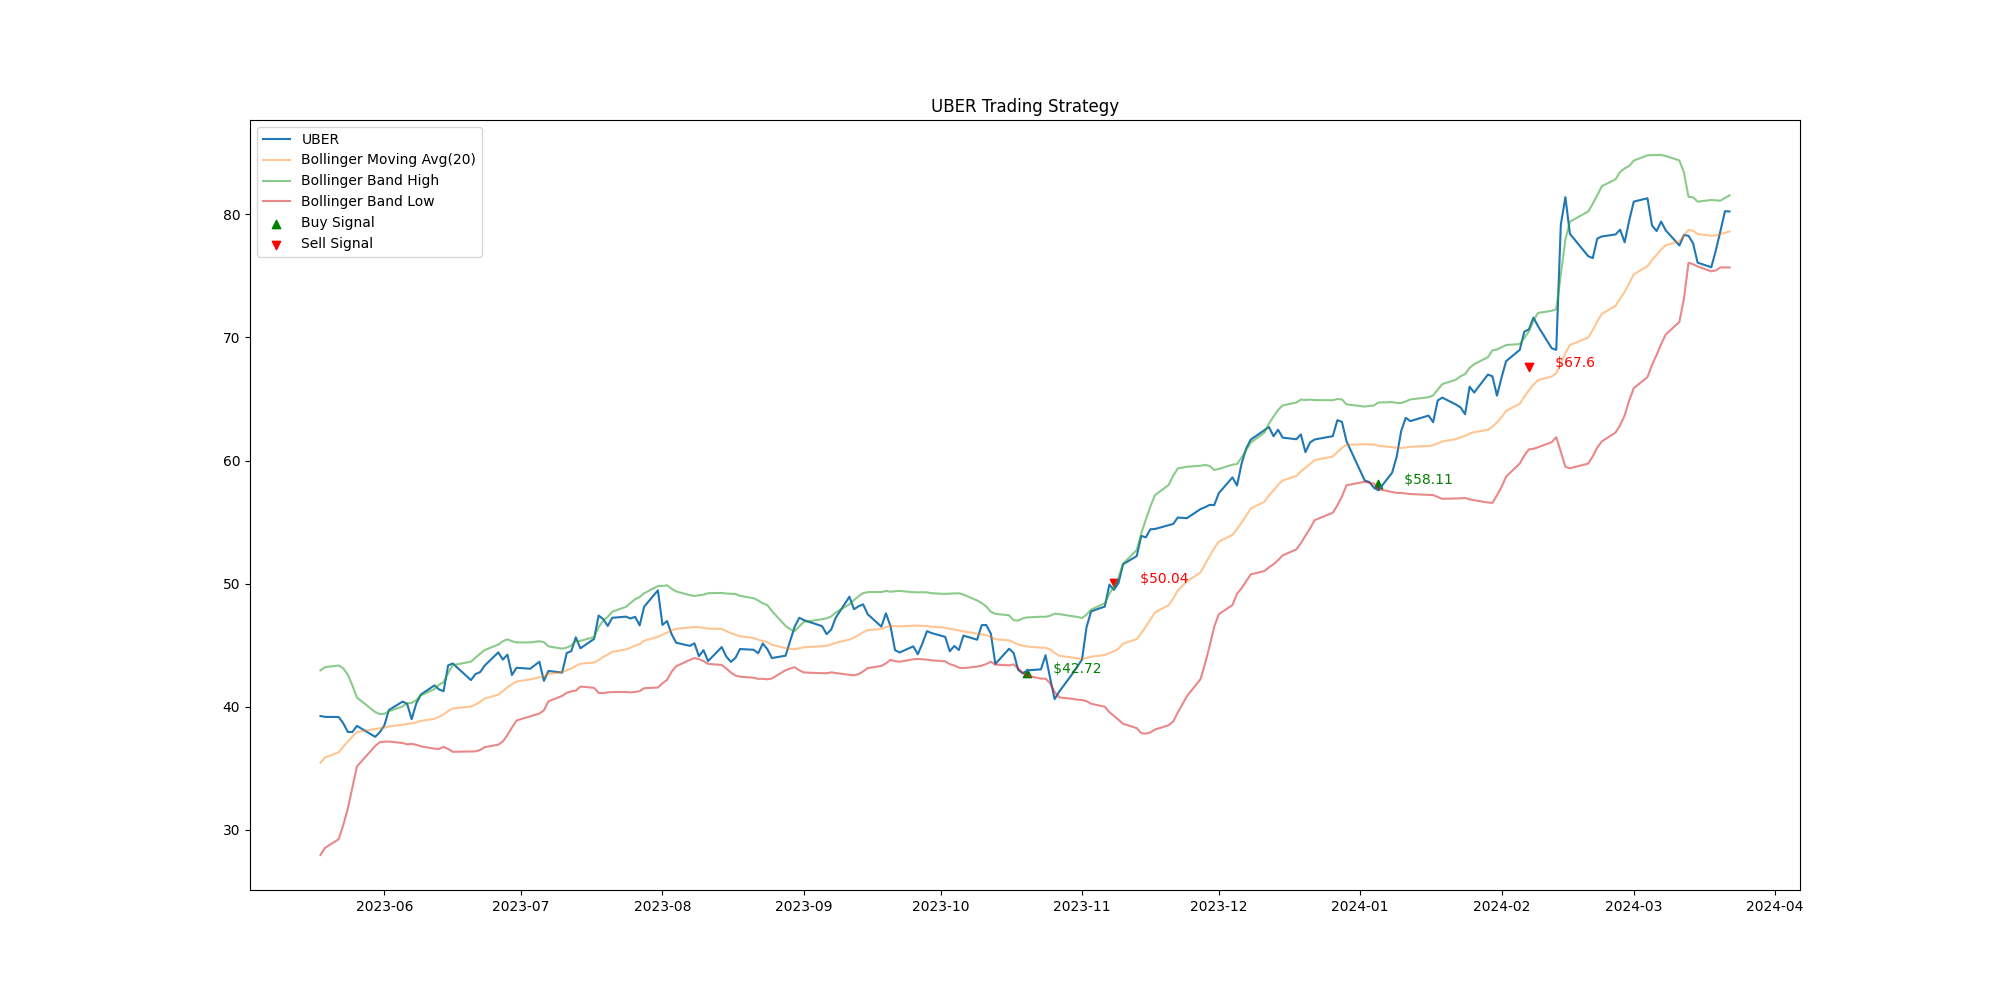 UBER Trading Strategy
UBER
Bollinger Moving Avg(20)
Bollinger Band High
Bollinger Band Low
Buy Signal
Sell Signal
80
70
60
50
40
30
$67.6
$58.11
$50.04
$42.72
2023-06 2023-07 2023-08 2023-09 2023-10 2023-11 2023-12 2024-01 2024-02 2024-03 2024-04